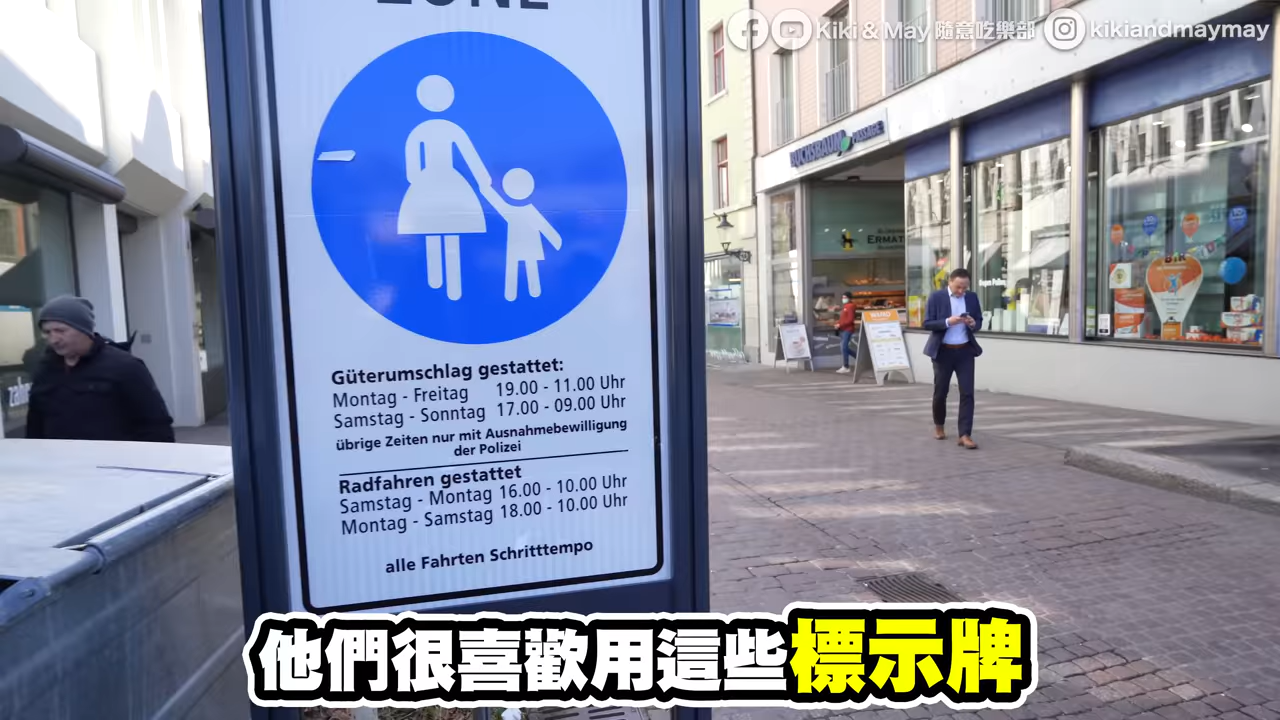 ZONE
Kiki & May 隨意吃樂部
kikiandmaymay
BUCHSBAUM PASSAGE
Güterumschlag gestattet:
Montag - Freitag 19.00 - 11.00 Uhr
Samstag - Sonntag 17.00 - 09.00 Uhr
übrige Zeiten nur mit Ausnahmebewilligung
der Polizei
Radfahren gestattet
Samstag - Montag 16.00 - 10.00 Uhr
Montag - Samstag 18.00 - 10.00 Uhr
alle Fahrten Schritttempo
他們很喜歡用這些標示牌